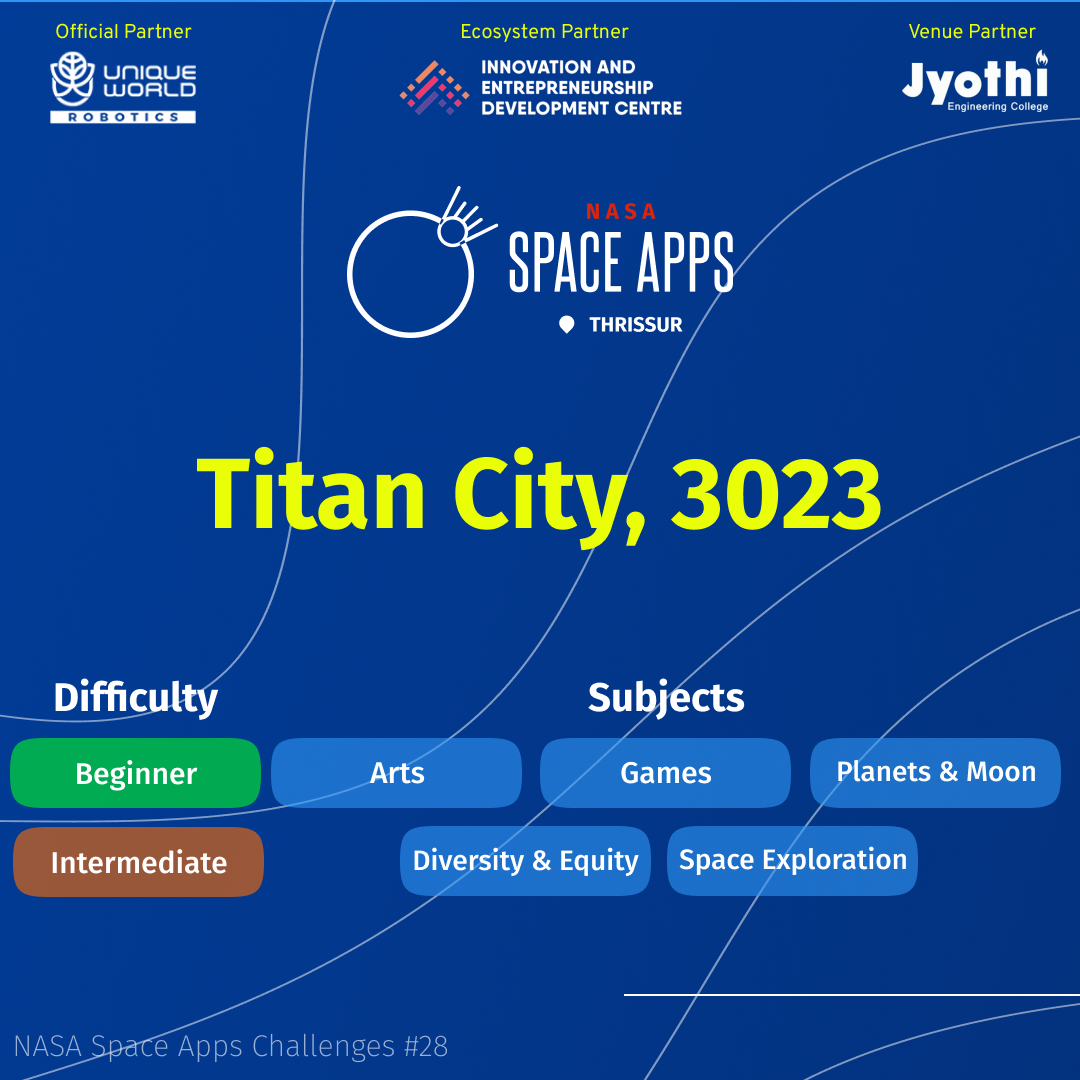 Official Partner
Ecosystem Partner
Venue Partner
UNIQUE
WORLD
ROBOTICS
INNOVATION AND
ENTREPRENEURSHIP
DEVELOPMENT CENTRE
Jyothi
Engineering College
NASA
SPACE APPS
THRISSUR
Titan City, 3023
Difficulty
Subjects
Beginner
Arts
Games
Planets & Moon
Intermediate
Diversity & Equity
Space Exploration
NASA Space Apps Challenges #28